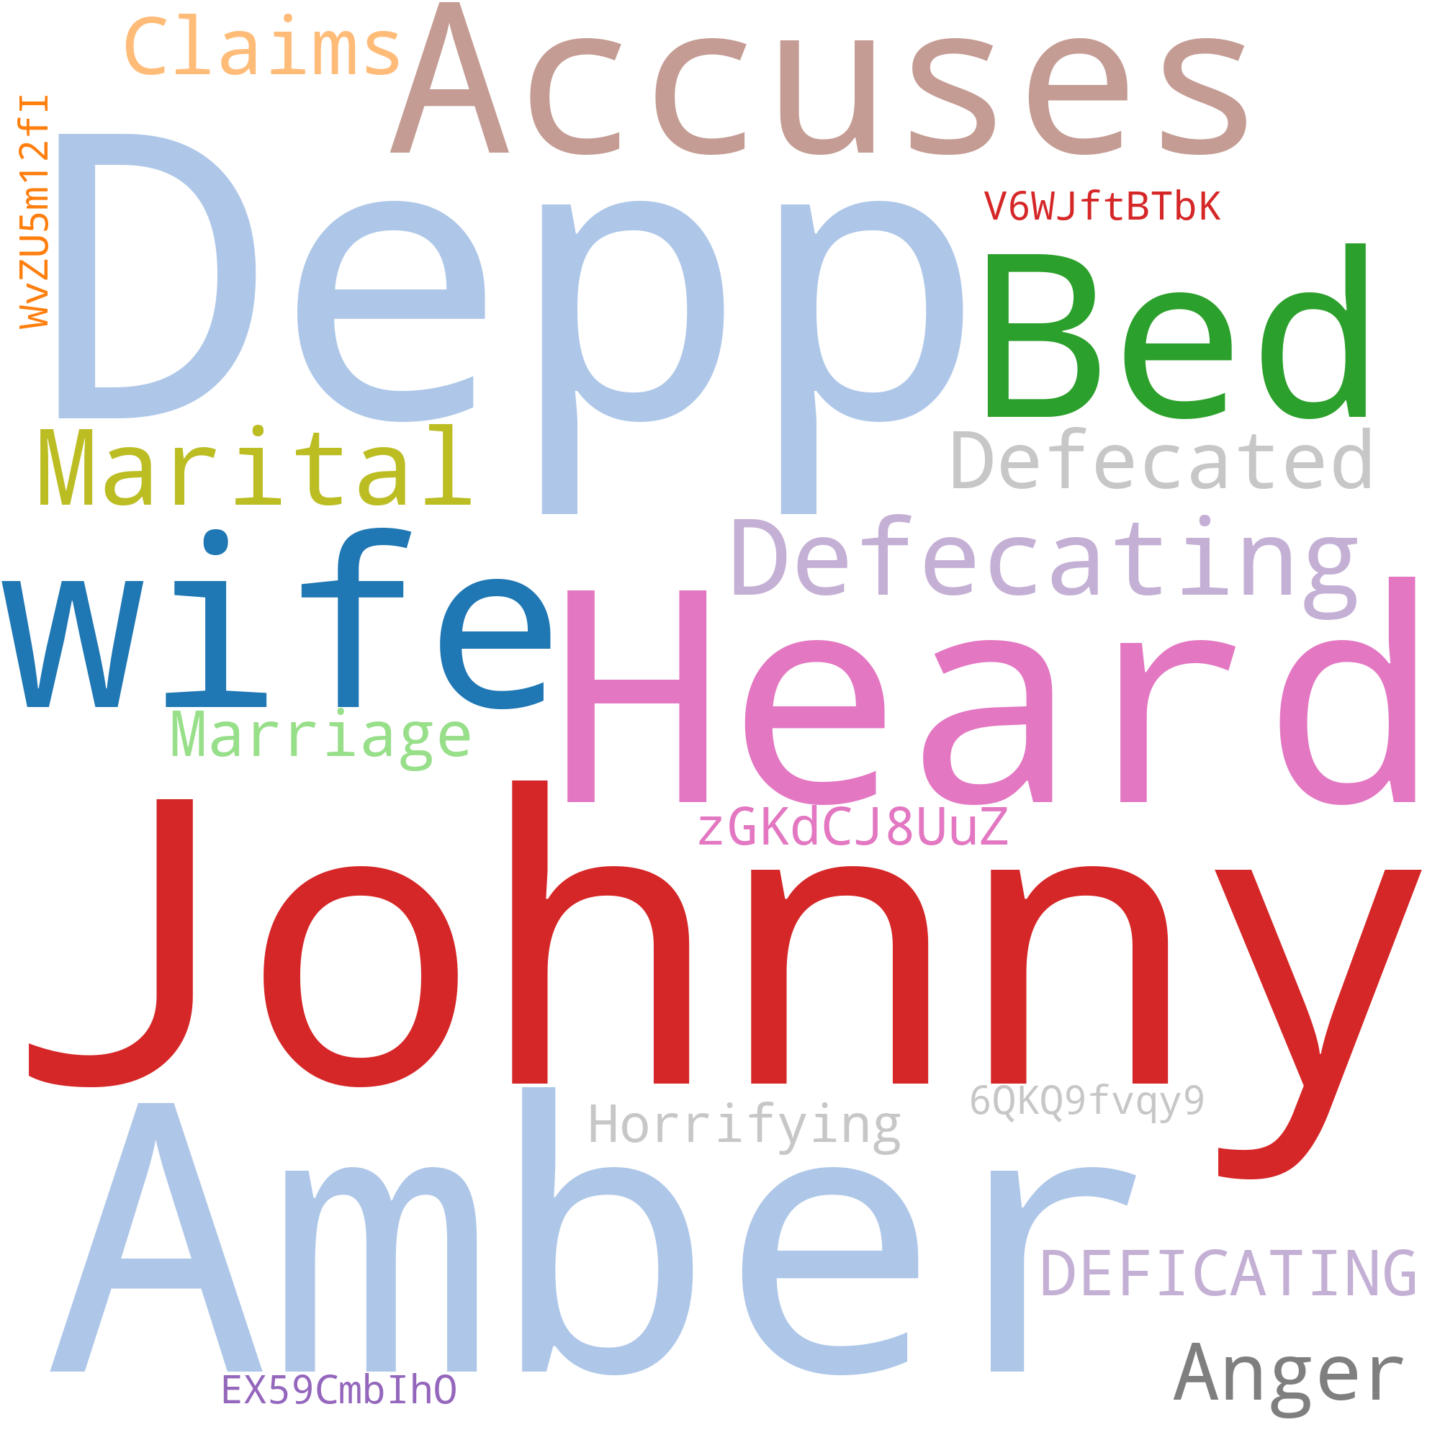 Claims
Accuses
WvZU5m12fI
Depp
V6WJftBTbK
Bed
Marital
Defecated
wife
Defecating
Heard
Marriage
zGKdCJ8UuZ
Johnny
6QKQ9fvqy9
Horrifying
Amber
DEFICATING
Anger
EX59CmbIhO